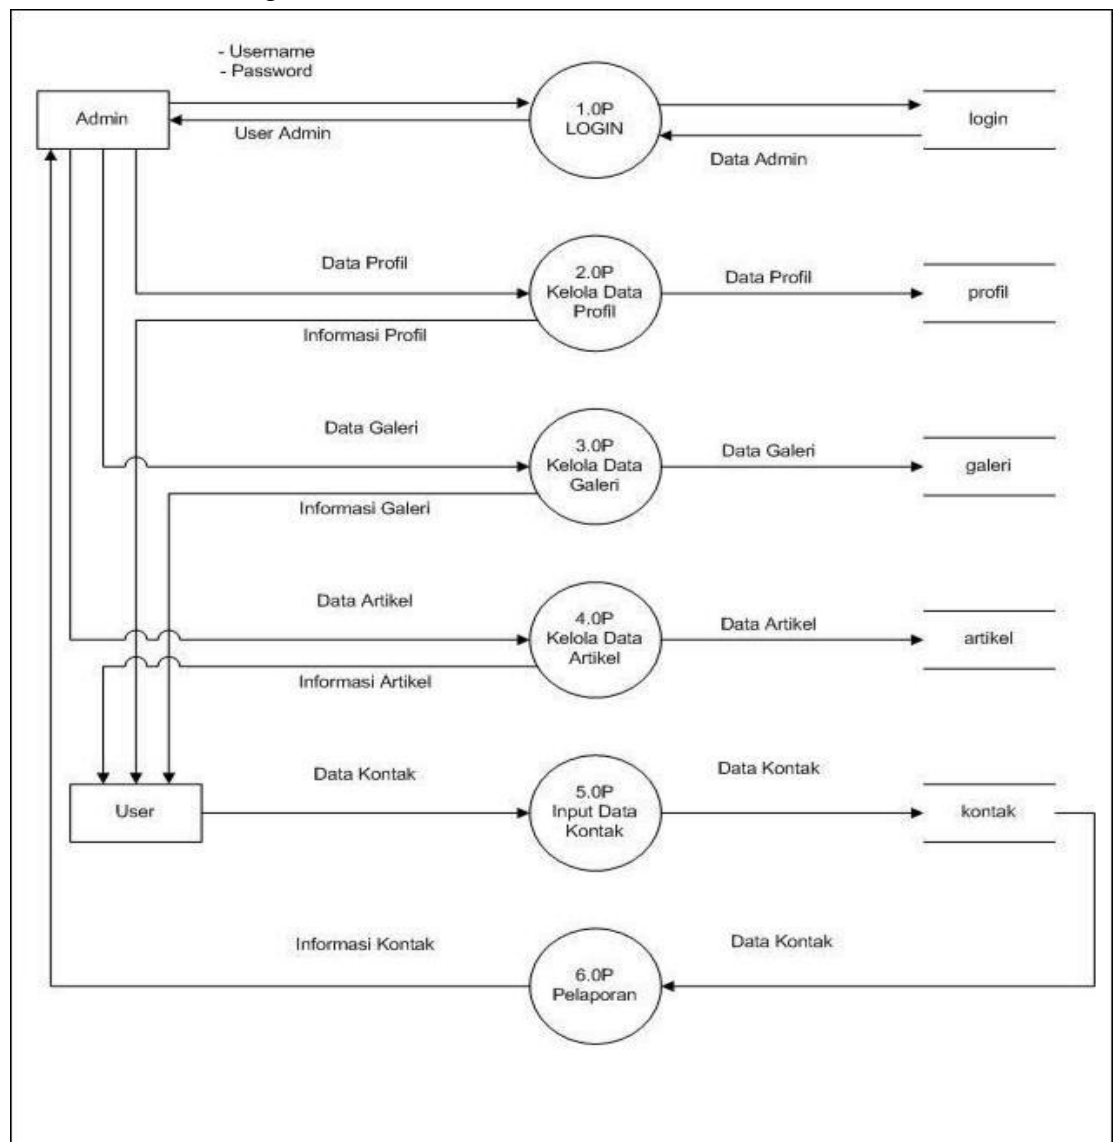 - Username
- Password
Admin
User Admin
1.0P
LOGIN
login
Data Admin
Data Profil
2.0P
Kelola Data
Profil
Data Profil
profil
Informasi Profil
Data Galeri
3.0P
Kelola Data
Galeri
Data Galeri
galeri
Informasi Galeri
Data Artikel
4.0P
Kelola Data
Artikel
Data Artikel
artikel
Informasi Artikel
User
Data Kontak
5.0P
Input Data
Kontak
Data Kontak
kontak
Informasi Kontak
6.0P
Pelaporan
Data Kontak